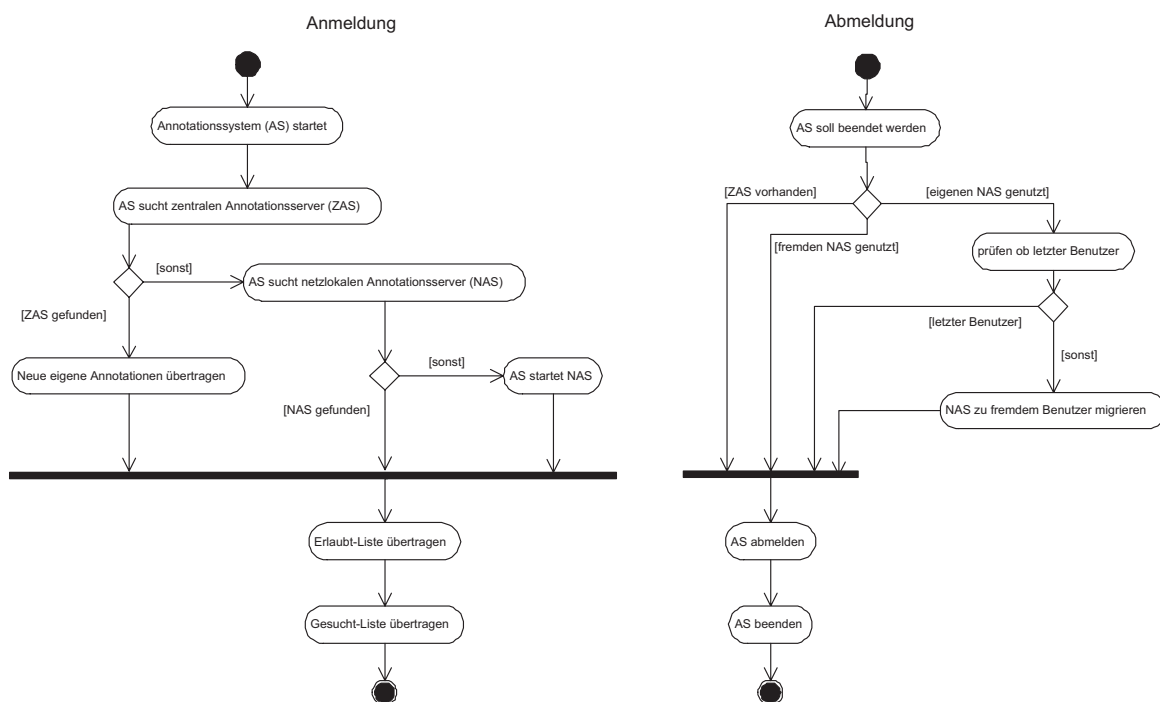 Anmeldung
Annotationssystem (AS) startet
AS sucht zentralen Annotationsserver (ZAS)
[sonst]
AS sucht netzlokalen Annotationsserver (NAS)
[ZAS gefunden]
Neue eigene Annotationen übertragen
[sonst]
AS startet NAS
[NAS gefunden]
Erlaubt-Liste übertragen
Gesucht-Liste übertragen
Abmeldung
AS soll beendet werden
[ZAS vorhanden]
[eigenen NAS genutzt]
[fremden NAS genutzt]
prüfen ob letzter Benutzer
[letzter Benutzer]
[sonst]
NAS zu fremdem Benutzer migrieren
AS abmelden
AS beenden